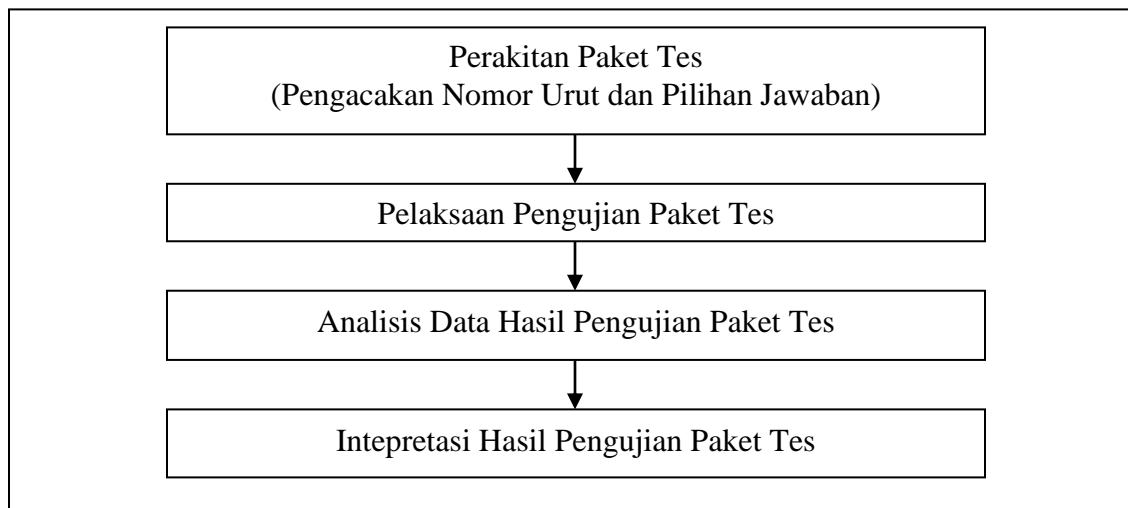 Perakitan Paket Tes
(Pengacakan Nomor Urut dan Pilihan Jawaban)
Pelaksaan Pengujian Paket Tes
Analisis Data Hasil Pengujian Paket Tes
Intepretasi Hasil Pengujian Paket Tes